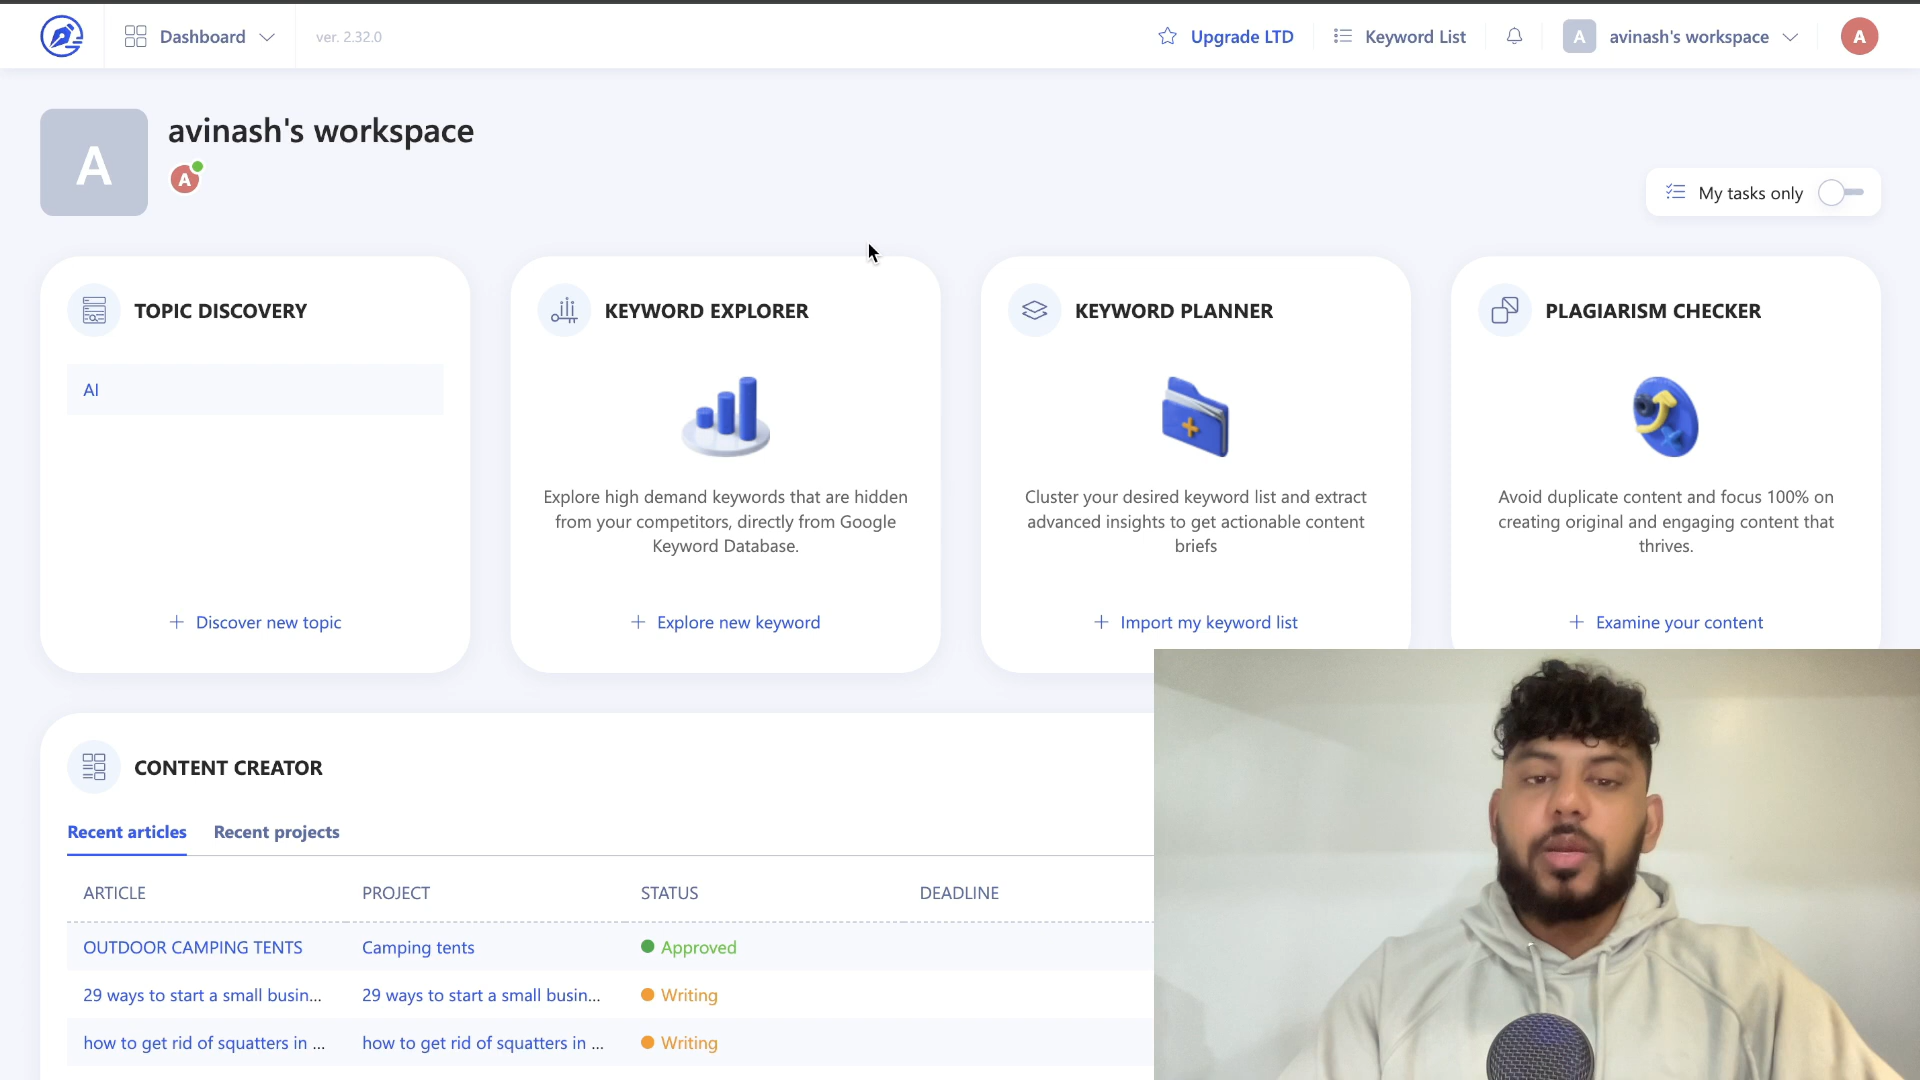 Dashboard
ver. 2.32.0
Upgrade LTD
Keyword List
A
avinash's workspace
A
A
avinash's workspace
A
My tasks only
TOPIC DISCOVERY
AI
+ Discover new topic
KEYWORD EXPLORER
Explore high demand keywords that are hidden
from your competitors, directly from Google
Keyword Database.
+ Explore new keyword
KEYWORD PLANNER
Cluster your desired keyword list and extract
advanced insights to get actionable content
briefs
+ Import my keyword list
PLAGIARISM CHECKER
Avoid duplicate content and focus 100% on
creating original and engaging content that
thrives.
+ Examine your content
CONTENT CREATOR
Recent articles
Recent projects
ARTICLE PROJECT STATUS DEADLINE
OUTDOOR CAMPING TENTS Camping tents Approved
29 ways to start a small busin... 29 ways to start a small busin... Writing
how to get rid of squatters in ... how to get rid of squatters in ... Writing